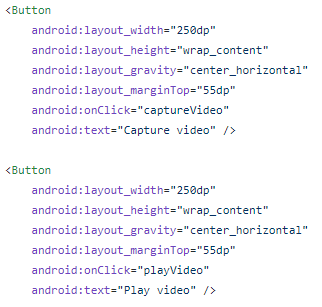 <Button
android:layout_width="250dp"
android:layout_height="wrap_content"
android:layout_gravity="center_horizontal"
android:layout_marginTop="55dp"
android:onClick="captureVideo"
android:text="Capture video" />
<Button
android:layout_width="250dp"
android:layout_height="wrap_content"
android:layout_gravity="center_horizontal"
android:layout_marginTop="55dp"
android:onClick="playVideo"
android:text="Play video" />